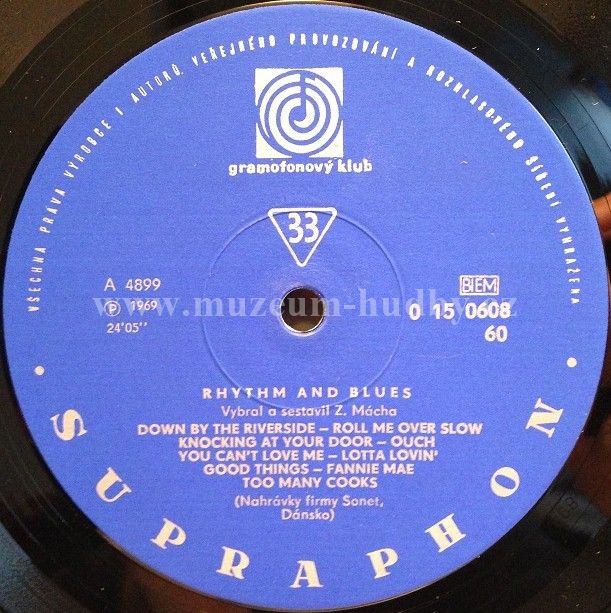 VŠECHNA PRÁVA VÝROBCE I AUTORŮ, VEŘEJNÉHO PROVOZOVÁNÍ A ROZHLASOVÉHO ŠÍŘENÍ VYHRAŽENA
gramofonový klub
33
A 4899
Ⓟ 1969
24'05''
BIEM
0 15 0608
60
www.muzeum-hudby.cz
RHYTHM AND BLUES
Vybral a sestavil Z. Mácha
DOWN BY THE RIVERSIDE – ROLL ME OVER SLOW
KNOCKING AT YOUR DOOR – OUCH
YOU CAN'T LOVE ME – LOTTA LOVIN'
GOOD THINGS – FANNIE MAE
TOO MANY COOKS
(Nahrávky firmy Sonet,
Dánsko)
• SUPRAPHON •